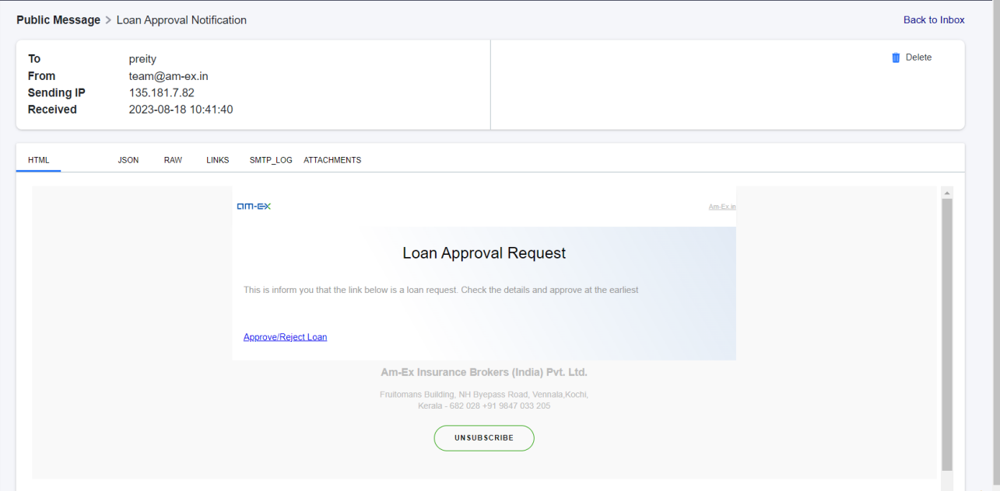 Public Message > Loan Approval Notification
Back to Inbox
To preity
From team@am-ex.in
Sending IP 135.181.7.82
Received 2023-08-18 10:41:40
Delete
HTML JSON RAW LINKS SMTP_LOG ATTACHMENTS
am-Ex
Am-Ex.in
Loan Approval Request
This is inform you that the link below is a loan request. Check the details and approve at the earliest
Approve/Reject Loan
Am-Ex Insurance Brokers (India) Pvt. Ltd.
Fruitomans Building, NH Byepass Road, Vennala,Kochi,
Kerala - 682 028 +91 9847 033 205
UNSUBSCRIBE